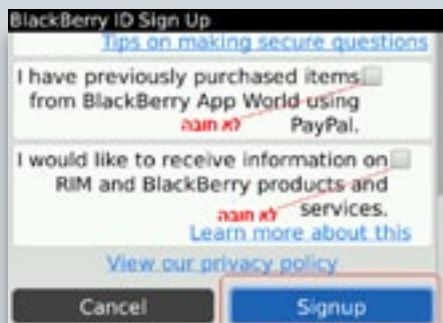 BlackBerry ID Sign Up
Tips on making secure questions
I have previously purchased items
from BlackBerry App World using
PayPal.
לא חובה
I would like to receive information on
RIM and BlackBerry products and
services.
לא חובה
Learn more about this
View our privacy policy
Cancel
Signup